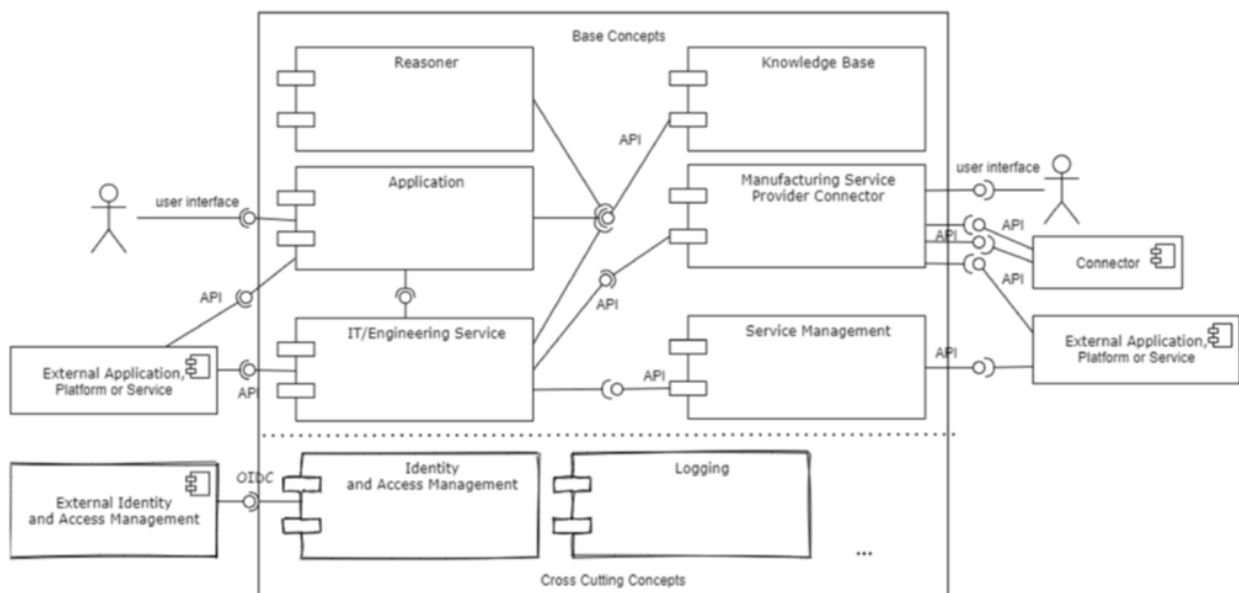 Base Concepts
Reasoner
Knowledge Base
API
Application
Manufacturing Service
Provider Connector
user interface
user interface
API
API
Connector
API
API
API
IT/Engineering Service
Service Management
External Application,
Platform or Service
API
API
API
External Application,
Platform or Service
OIDC
Identity
and Access Management
Logging
External Identity
and Access Management
...
Cross Cutting Concepts